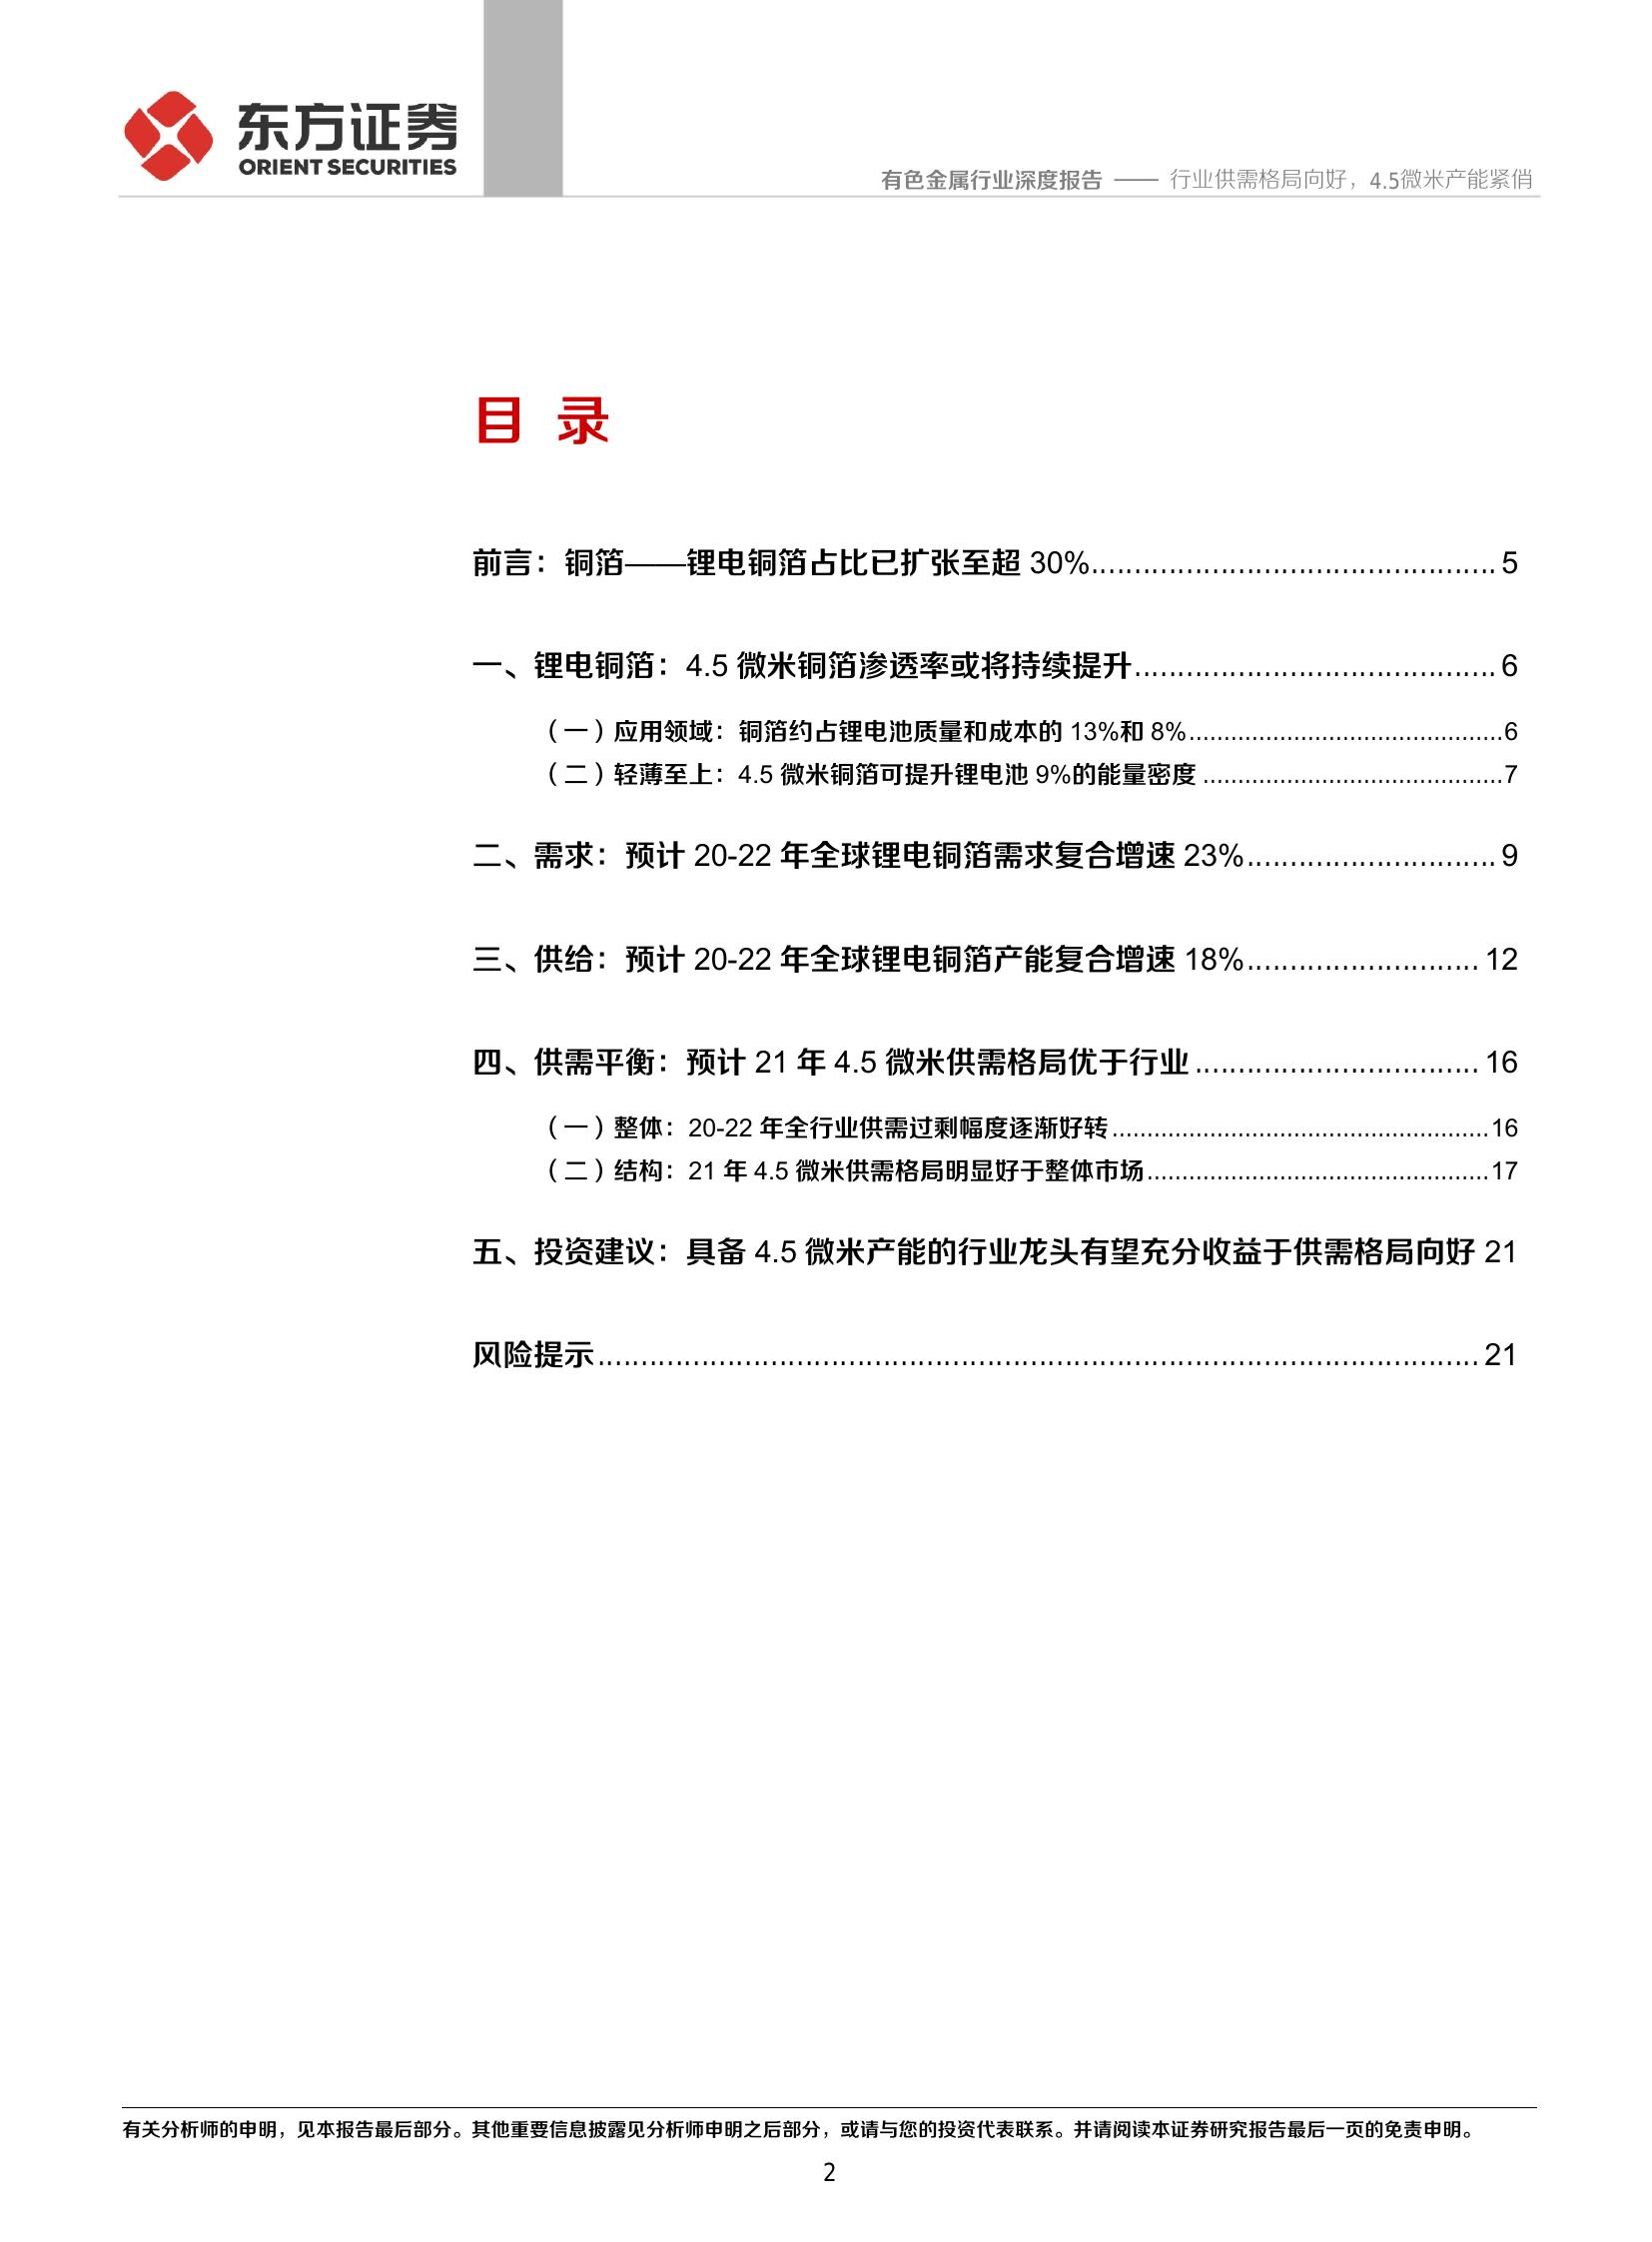 东方证券
ORIENT SECURITIES
有色金属行业深度报告 —— 行业供需格局向好，4.5微米产能紧俏
目 录
前言：铜箔——锂电铜箔占比已扩张至超 30%............................................... 5
一、锂电铜箔：4.5 微米铜箔渗透率或将持续提升.......................................... 6
（一）应用领域：铜箔约占锂电池质量和成本的 13%和 8%.............................................6
（二）轻薄至上：4.5 微米铜箔可提升锂电池 9%的能量密度 ...........................................7
二、需求：预计 20-22 年全球锂电铜箔需求复合增速 23%............................. 9
三、供给：预计 20-22 年全球锂电铜箔产能复合增速 18%........................... 12
四、供需平衡：预计 21 年 4.5 微米供需格局优于行业 ................................. 16
（一）整体：20-22 年全行业供需过剩幅度逐渐好转......................................................16
（二）结构：21 年 4.5 微米供需格局明显好于整体市场.................................................17
五、投资建议：具备 4.5 微米产能的行业龙头有望充分收益于供需格局向好 21
风险提示...................................................................................................... 21
有关分析师的申明，见本报告最后部分。其他重要信息披露见分析师申明之后部分，或请与您的投资代表联系。并请阅读本证券研究报告最后一页的免责申明。
2